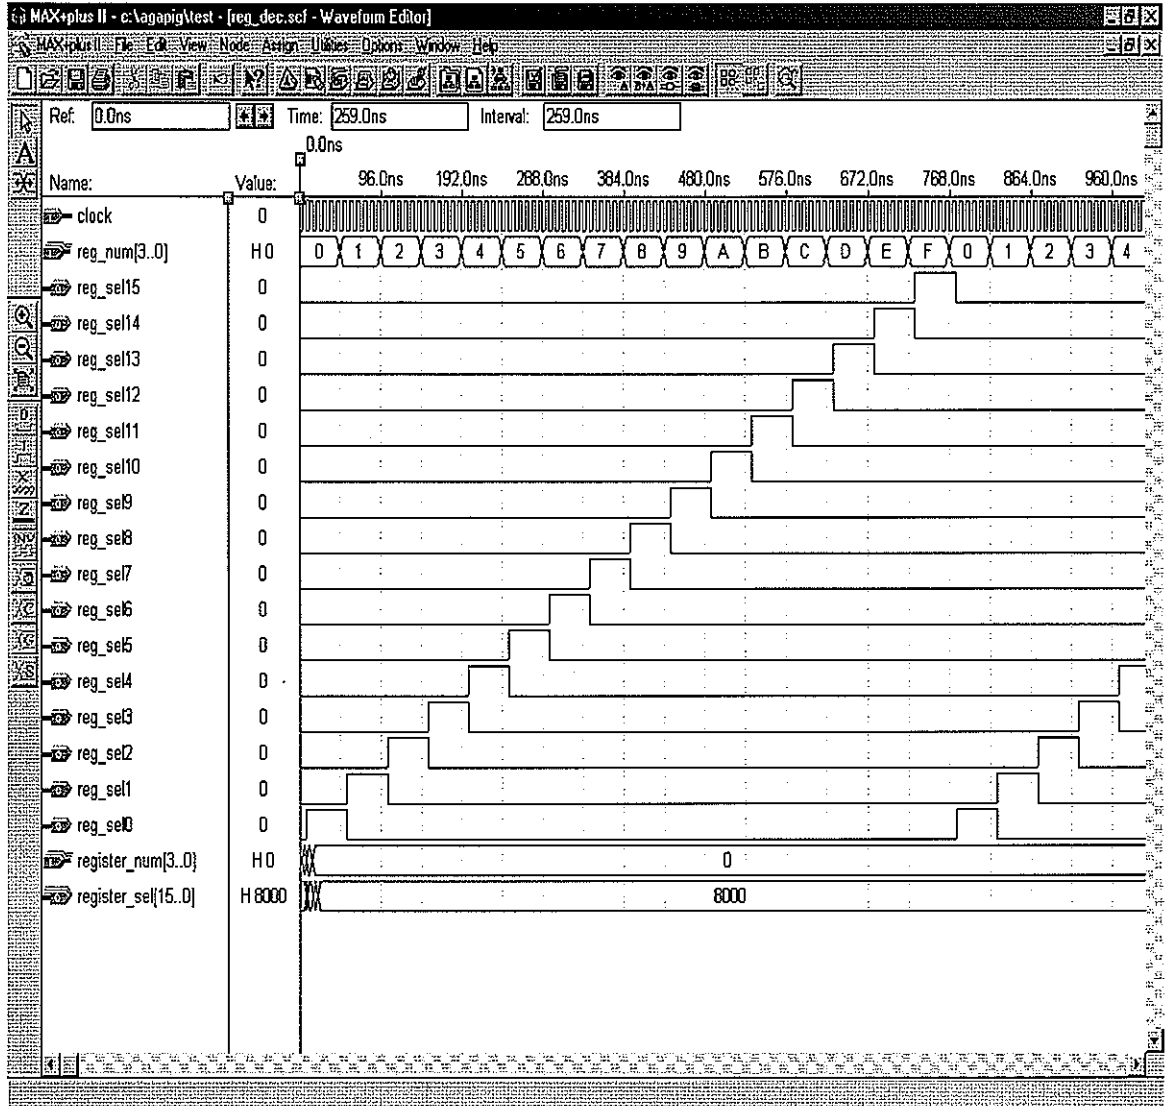 MAX+plus II - c:\agapig\test - [reg_dec.scf - Waveform Editor]
MAX+plus II File Edit View Node Assign Utilities Options Window Help
Ref: 0.0ns Time: 259.0ns Interval: 259.0ns
0.0ns
Name: Value: 96.0ns 192.0ns 288.0ns 384.0ns 480.0ns 576.0ns 672.0ns 768.0ns 864.0ns 960.0ns
clock 0
reg_num[3..0] H 0 0 1 2 3 4 5 6 7 8 9 A B C D E F 0 1 2 3 4
reg_sel15 0
reg_sel14 0
reg_sel13 0
reg_sel12 0
reg_sel11 0
reg_sel10 0
reg_sel9 0
reg_sel8 0
reg_sel7 0
reg_sel6 0
reg_sel5 0
reg_sel4 0
reg_sel3 0
reg_sel2 0
reg_sel1 0
reg_sel0 0
register_num[3..0] H 0 0
register_sel[15..0] H 8000 8000